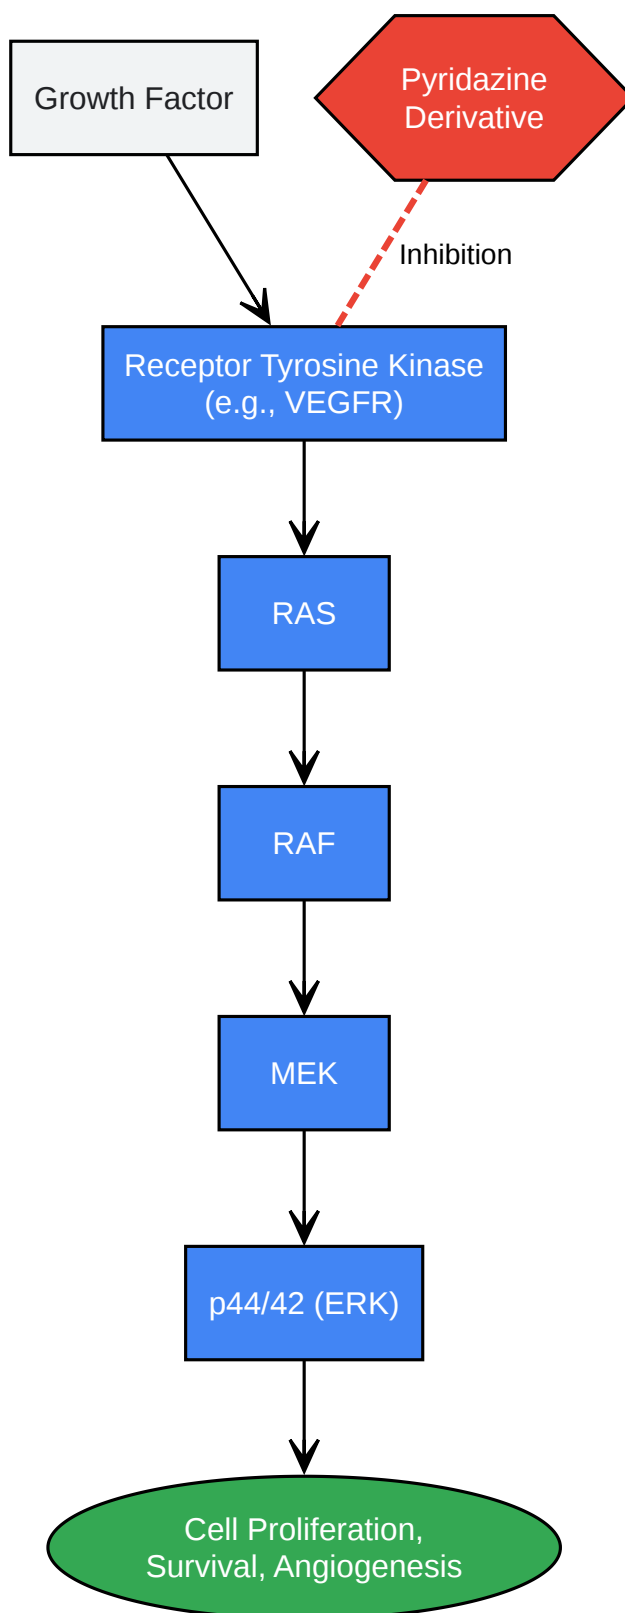 Growth Factor
Pyridazine
Derivative
Inhibition
Receptor Tyrosine Kinase
(e.g., VEGFR)
RAS
RAF
MEK
p44/42 (ERK)
Cell Proliferation,
Survival, Angiogenesis